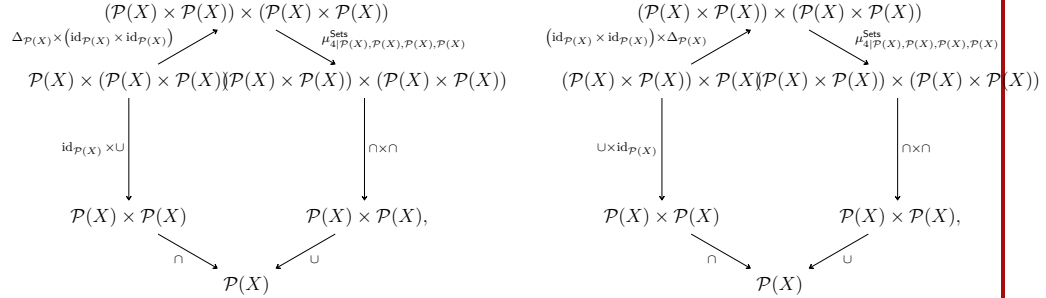 (𝒫(X) × 𝒫(X)) × (𝒫(X) × 𝒫(X))
Δ_{𝒫(X)} × (id_{𝒫(X)} × id_{𝒫(X)})
μ^{Sets}_{4|𝒫(X),𝒫(X),𝒫(X),𝒫(X)}
𝒫(X) × (𝒫(X) × 𝒫(X))
(𝒫(X) × 𝒫(X)) × (𝒫(X) × 𝒫(X))
id_{𝒫(X)} × ∪
∩×∩
𝒫(X) × 𝒫(X)
𝒫(X) × 𝒫(X),
∩
∪
𝒫(X)
(𝒫(X) × 𝒫(X)) × (𝒫(X) × 𝒫(X))
(id_{𝒫(X)} × id_{𝒫(X)}) × Δ_{𝒫(X)}
μ^{Sets}_{4|𝒫(X),𝒫(X),𝒫(X),𝒫(X)}
(𝒫(X) × 𝒫(X)) × 𝒫(X)
(𝒫(X) × 𝒫(X)) × (𝒫(X) × 𝒫(X))
∪×id_{𝒫(X)}
∩×∩
𝒫(X) × 𝒫(X)
𝒫(X) × 𝒫(X),
∩
∪
𝒫(X)